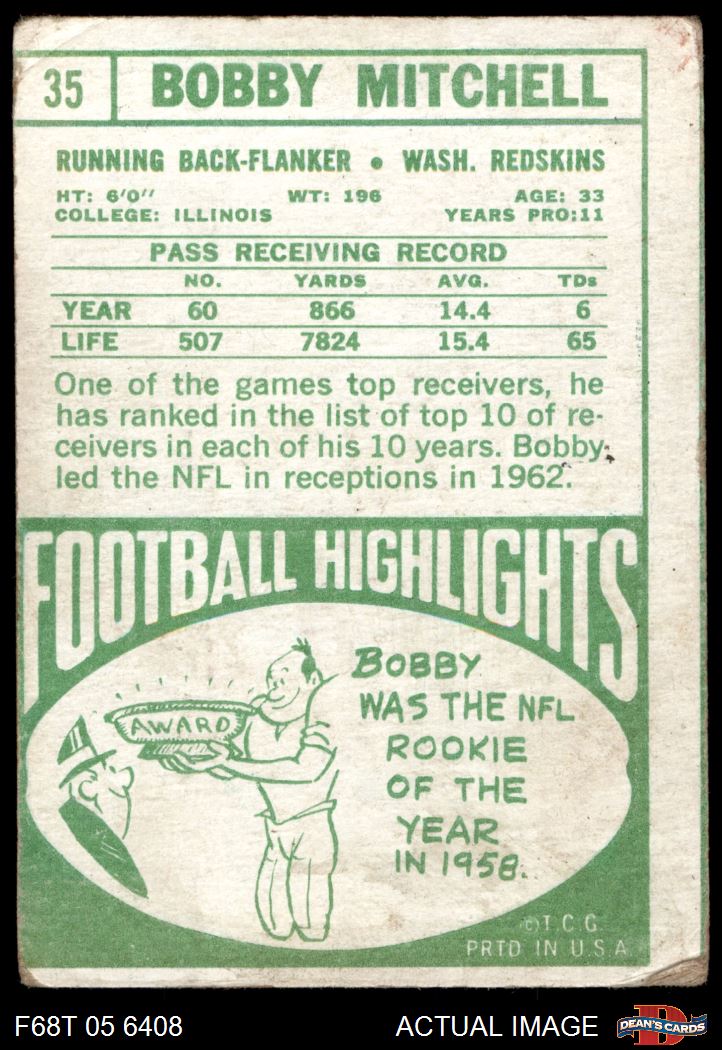 35 BOBBY MITCHELL
RUNNING BACK-FLANKER • WASH. REDSKINS
HT: 6'0" WT: 196 AGE: 33
COLLEGE: ILLINOIS YEARS PRO:11
PASS RECEIVING RECORD
NO. YARDS AVG. TDs
YEAR 60 866 14.4 6
LIFE 507 7824 15.4 65
One of the games top receivers, he
has ranked in the list of top 10 of re-
ceivers in each of his 10 years. Bobby
led the NFL in receptions in 1962.
FOOTBALL HIGHLIGHTS
AWARD
BOBBY
WAS THE NFL
ROOKIE
OF THE
YEAR
IN 1958.
©T.C.G.
PRTD IN U.S.A.
F68T 05 6408 ACTUAL IMAGE D DEAN'S CARDS